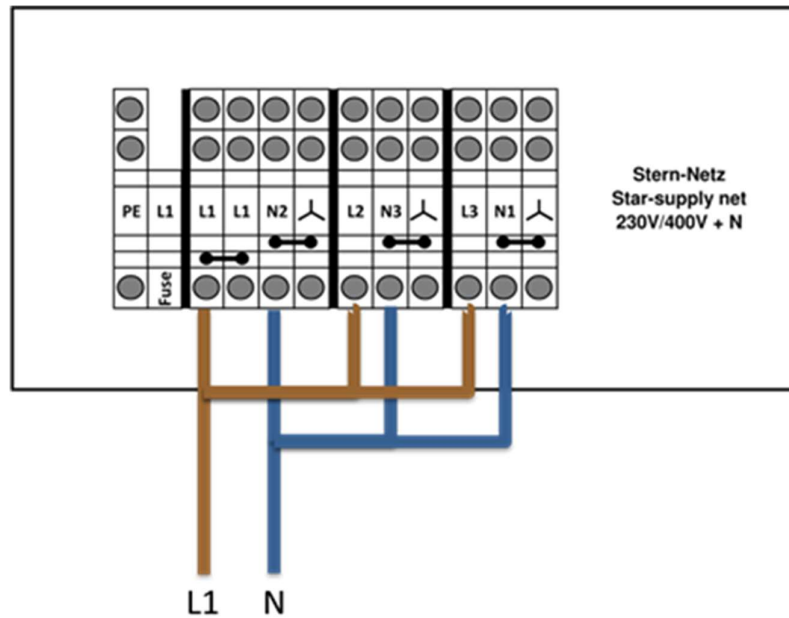 Stern-Netz
Star-supply net
230V/400V + N
PE L1 L1 L1 N2 L2 N3 L3 N1
Fuse
L1 N